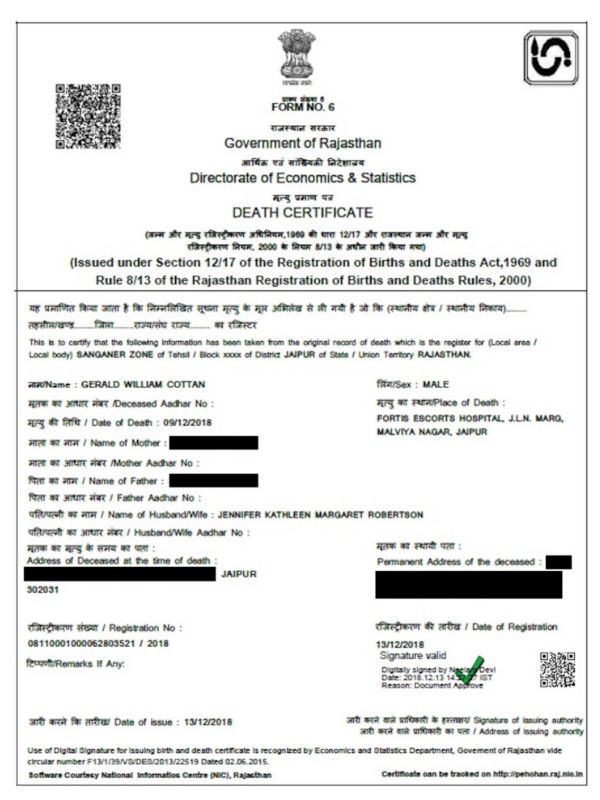 प्रारूप संख्या 6
FORM NO. 6
राजस्थान सरकार
Government of Rajasthan
आर्थिक एवं सांख्यिकी निदेशालय
Directorate of Economics & Statistics
मृत्यु प्रमाण पत्र
DEATH CERTIFICATE
(जन्म और मृत्यु रजिस्ट्रीकरण अधिनियम,1969 की धारा 12/17 और राजस्थान जन्म और मृत्यु
रजिस्ट्रीकरण नियम, 2000 के नियम 8/13 के अधीन जारी किया गया)
(Issued under Section 12/17 of the Registration of Births and Deaths Act,1969 and
Rule 8/13 of the Rajasthan Registration of Births and Deaths Rules, 2000)
यह प्रमाणित किया जाता है कि निम्नलिखित सूचना मृत्यु के मूल अभिलेख से ली गयी है जो कि (स्थानीय क्षेत्र / स्थानीय निकाय)........
तहसील/खण्ड........जिला........राज्य/संघ राज्य........ का रजिस्टर
This is to certify that the following information has been taken from the original record of death which is the register for (Local area /
Local body) SANGANER ZONE of Tehsil / Block xxxx of District JAIPUR of State / Union Territory RAJASTHAN.
नाम/Name : GERALD WILLIAM COTTAN
लिंग/Sex : MALE
मृतक का आधार नंबर /Deceased Aadhar No :
मृत्यु का स्थान/Place of Death :
FORTIS ESCORTS HOSPITAL, J.L.N. MARG,
MALVIYA NAGAR, JAIPUR
मृत्यु की तिथि / Date of Death : 09/12/2018
माता का नाम / Name of Mother :
माता का आधार नंबर /Mother Aadhar No :
पिता का नाम / Name of Father :
पिता का आधार नंबर / Father Aadhar No :
पति/पत्नी का नाम / Name of Husband/Wife : JENNIFER KATHLEEN MARGARET ROBERTSON
पति/पत्नी का आधार नंबर / Husband/Wife Aadhar No :
मृतक का मृत्यु के समय का पता :
Address of Deceased at the time of death :
JAIPUR
302031
मृतक का स्थायी पता :
Permanent Address of the deceased :
रजिस्ट्रीकरण संख्या / Registration No :
08110001000062803521 / 2018
रजिस्ट्रीकरण की तारीख / Date of Registration
13/12/2018
टिप्पणी/Remarks If Any:
Signature valid
Digitally signed by Neelam Devi
Date: 2018.12.13 14: IST
Reason: Document Approve
जारी करने कि तारीख/ Date of issue : 13/12/2018
जारी करने वाले प्राधिकारी के हस्ताक्षर/ Signature of issuing authority
जारी करने वाले प्राधिकारी का पता / Address of issuing authority
Use of Digital Signature for issuing birth and death certificate is recognized by Economics and Statistics Department, Goverment of Rajasthan vide
circular number F13/1/39/VS/DES/2013/22519 Dated 02.06.2015.
Software Courtesy National Informatics Centre (NIC), Rajasthan
Certificate can be tracked on http://pehchan.raj.nic.in